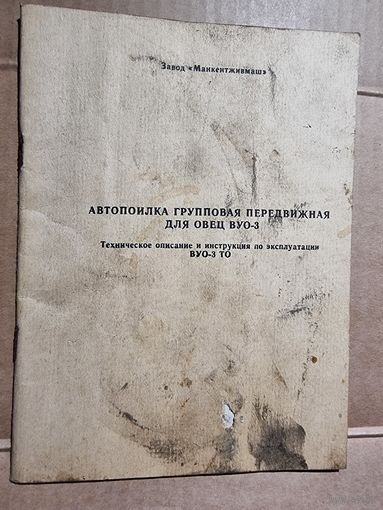 Завод «Манкентживмаш»
АВТОПОИЛКА ГРУППОВАЯ ПЕРЕДВИЖНАЯ
ДЛЯ ОВЕЦ ВУО-3
Техническое описание и инструкция по эксплуатации
ВУО-3 ТО